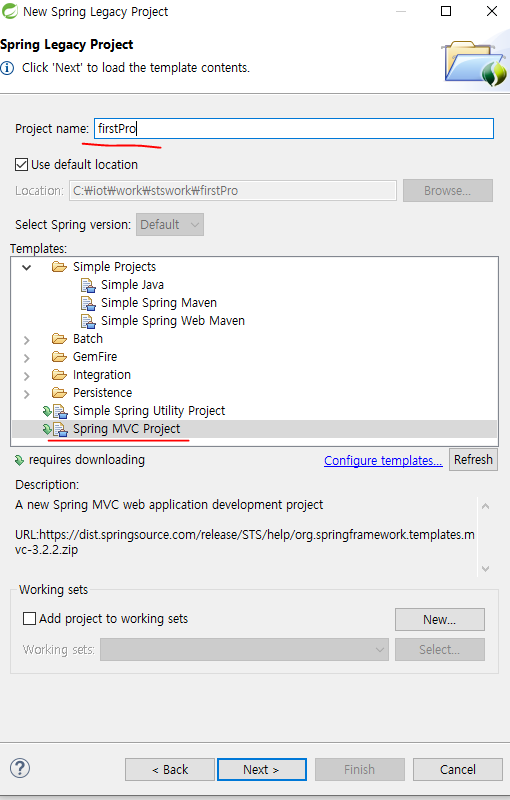 New Spring Legacy Project
Spring Legacy Project
Click 'Next' to load the template contents.
Project name: firstPro
Use default location
Location: C:₩iot₩work₩stswork₩firstPro Browse...
Select Spring version: Default
Templates:
Simple Projects
Simple Java
Simple Spring Maven
Simple Spring Web Maven
Batch
GemFire
Integration
Persistence
Simple Spring Utility Project
Spring MVC Project
requires downloading Configure templates... Refresh
Description:
A new Spring MVC web application development project
URL:https://dist.springsource.com/release/STS/help/org.springframework.templates.m
vc-3.2.2.zip
Working sets
Add project to working sets New...
Working sets: Select...
? < Back Next > Finish Cancel